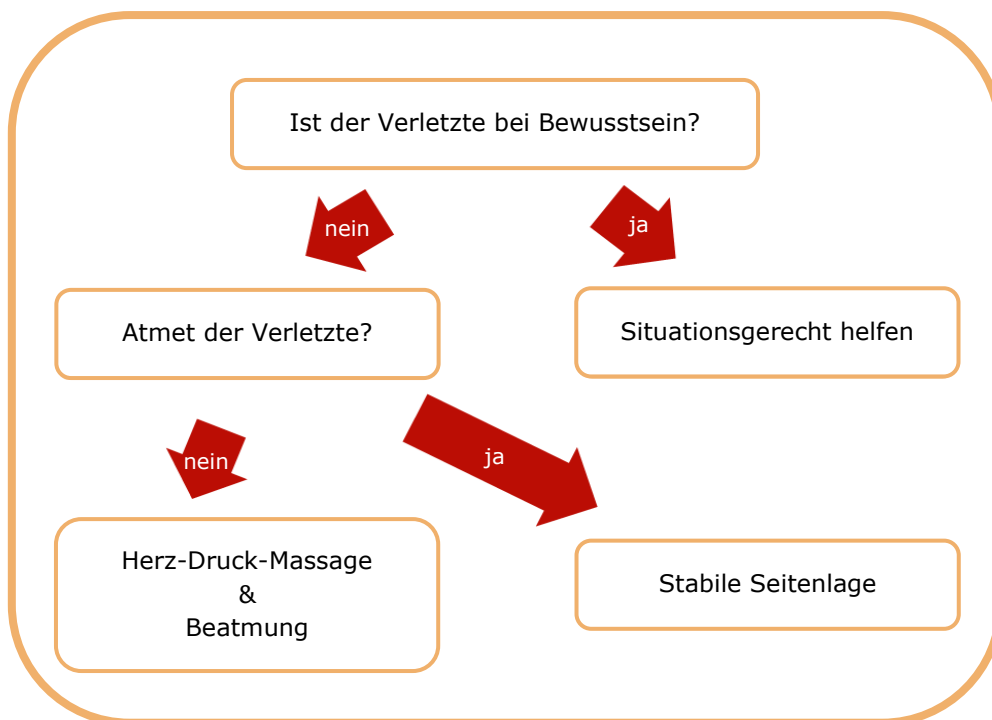 Ist der Verletzte bei Bewusstsein?
nein
ja
Atmet der Verletzte?
Situationsgerecht helfen
nein
ja
Herz-Druck-Massage
&
Beatmung
Stabile Seitenlage